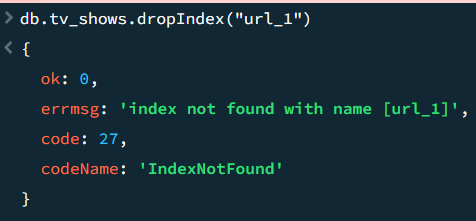 > db.tv_shows.dropIndex("url_1")
< {
ok: 0,
errmsg: 'index not found with name [url_1]',
code: 27,
codeName: 'IndexNotFound'
}